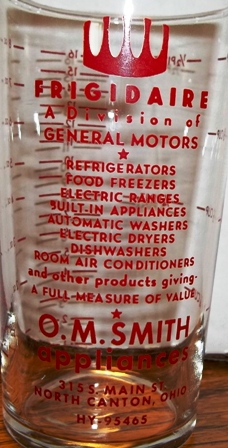 FRIGIDAIRE
A Division of
GENERAL MOTORS
REFRIGERATORS
FOOD FREEZERS
ELECTRIC RANGES
BUILT-IN APPLIANCES
AUTOMATIC WASHERS
ELECTRIC DRYERS
DISHWASHERS
ROOM AIR CONDITIONERS
and other products giving-
A FULL MEASURE OF VALUE
O.M. SMITH
appliances
315 S. MAIN ST.
NORTH CANTON, OHIO
HY-95465